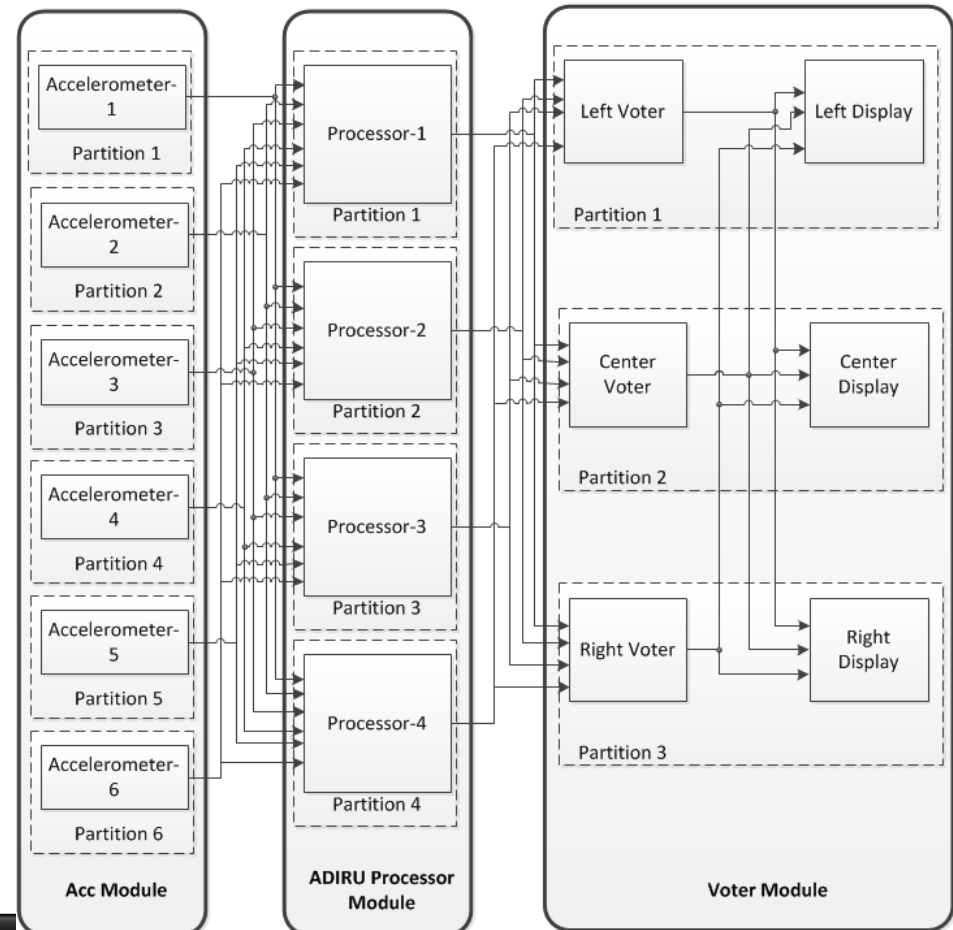 Accelerometer-
1
Partition 1
Accelerometer-
2
Partition 2
Accelerometer-
3
Partition 3
Accelerometer-
4
Partition 4
Accelerometer-
5
Partition 5
Accelerometer-
6
Partition 6
Acc Module
Processor-1
Partition 1
Processor-2
Partition 2
Processor-3
Partition 3
Processor-4
Partition 4
ADIRU Processor
Module
Left Voter
Left Display
Partition 1
Center
Voter
Center
Display
Partition 2
Right Voter
Right
Display
Partition 3
Voter Module